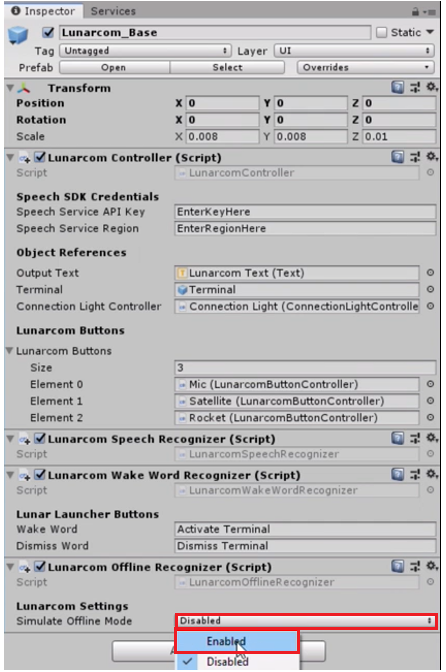 Inspector Services
Lunarcom_Base Static
Tag Untagged Layer UI
Prefab Open Select Overrides
Transform
Position X 0 Y 0 Z 0
Rotation X 0 Y 0 Z 0
Scale X 0.008 Y 0.008 Z 0.01
Lunarcom Controller (Script)
Script LunarcomController
Speech SDK Credentials
Speech Service API Key EnterKeyHere
Speech Service Region EnterRegionHere
Object References
Output Text Lunarcom Text (Text)
Terminal Terminal
Connection Light Controller Connection Light (ConnectionLightControlle
Lunarcom Buttons
Lunarcom Buttons
Size 3
Element 0 Mic (LunarcomButtonController)
Element 1 Satellite (LunarcomButtonController)
Element 2 Rocket (LunarcomButtonController)
Lunarcom Speech Recognizer (Script)
Script LunarcomSpeechRecognizer
Lunarcom Wake Word Recognizer (Script)
Script LunarcomWakeWordRecognizer
Lunar Launcher Buttons
Wake Word Activate Terminal
Dismiss Word Dismiss Terminal
Lunarcom Offline Recognizer (Script)
Script LunarcomOfflineRecognizer
Lunarcom Settings
Simulate Offline Mode Disabled
Enabled
Disabled